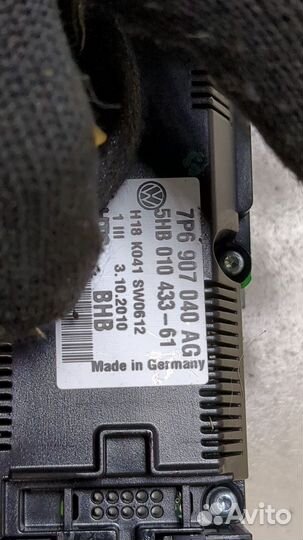 7P6 907 040 AG
5HB 010 433-61
H18 K041 SW0612
1 III 3.10.2010
BHB
Made in Germany
Avito